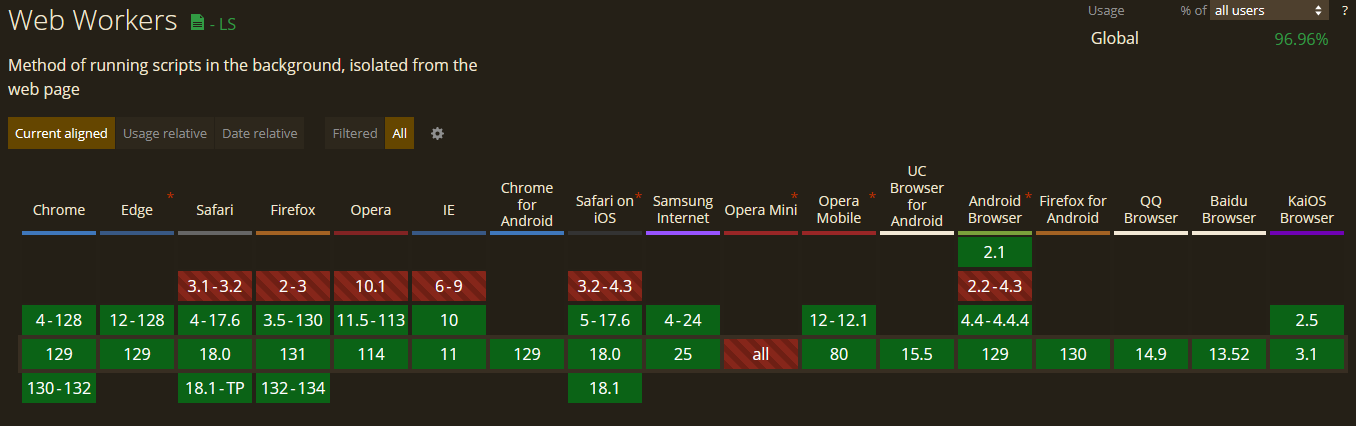 Web Workers - LS
Usage % of all users ?
Global 96.96%
Method of running scripts in the background, isolated from the
web page
Current aligned Usage relative Date relative Filtered All
Chrome Edge * Safari Firefox Opera IE Chrome for Android Safari on iOS * Samsung Internet Opera Mini * Opera Mobile * UC Browser for Android Android Browser * Firefox for Android QQ Browser Baidu Browser KaiOS Browser
2.1
3.1-3.2 2-3 10.1 6-9 3.2-4.3 2.2-4.3
4-128 12-128 4-17.6 3.5-130 11.5-113 10 5-17.6 4-24 12-12.1 4.4-4.4.4 2.5
129 129 18.0 131 114 11 129 18.0 25 all 80 15.5 129 130 14.9 13.52 3.1
130-132 18.1-TP 132-134 18.1